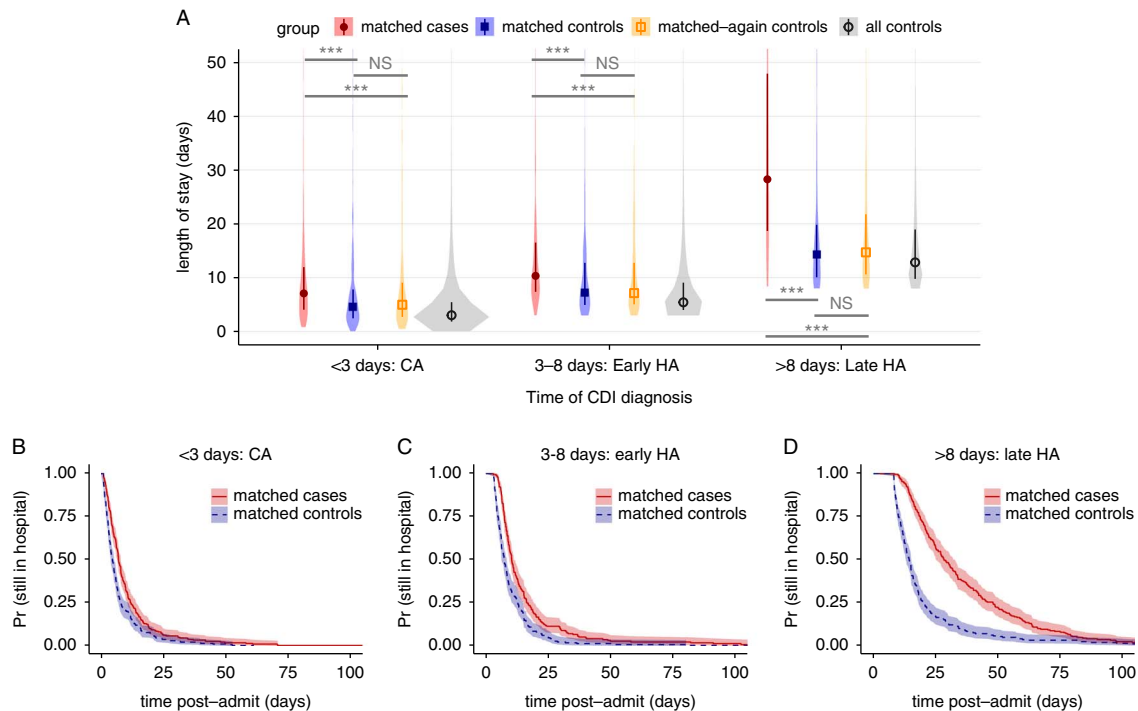 A
group matched cases matched controls matched–again controls all controls
50
40
30
20
10
0
length of stay (days)
***
NS
***
***
NS
***
***
NS
***
<3 days: CA
3–8 days: Early HA
>8 days: Late HA
Time of CDI diagnosis
B
<3 days: CA
1.00
0.75
0.50
0.25
0.00
Pr (still in hospital)
matched cases
matched controls
0 25 50 75 100
time post–admit (days)
C
3-8 days: early HA
1.00
0.75
0.50
0.25
0.00
Pr (still in hospital)
matched cases
matched controls
0 25 50 75 100
time post–admit (days)
D
>8 days: late HA
1.00
0.75
0.50
0.25
0.00
Pr (still in hospital)
matched cases
matched controls
0 25 50 75 100
time post–admit (days)